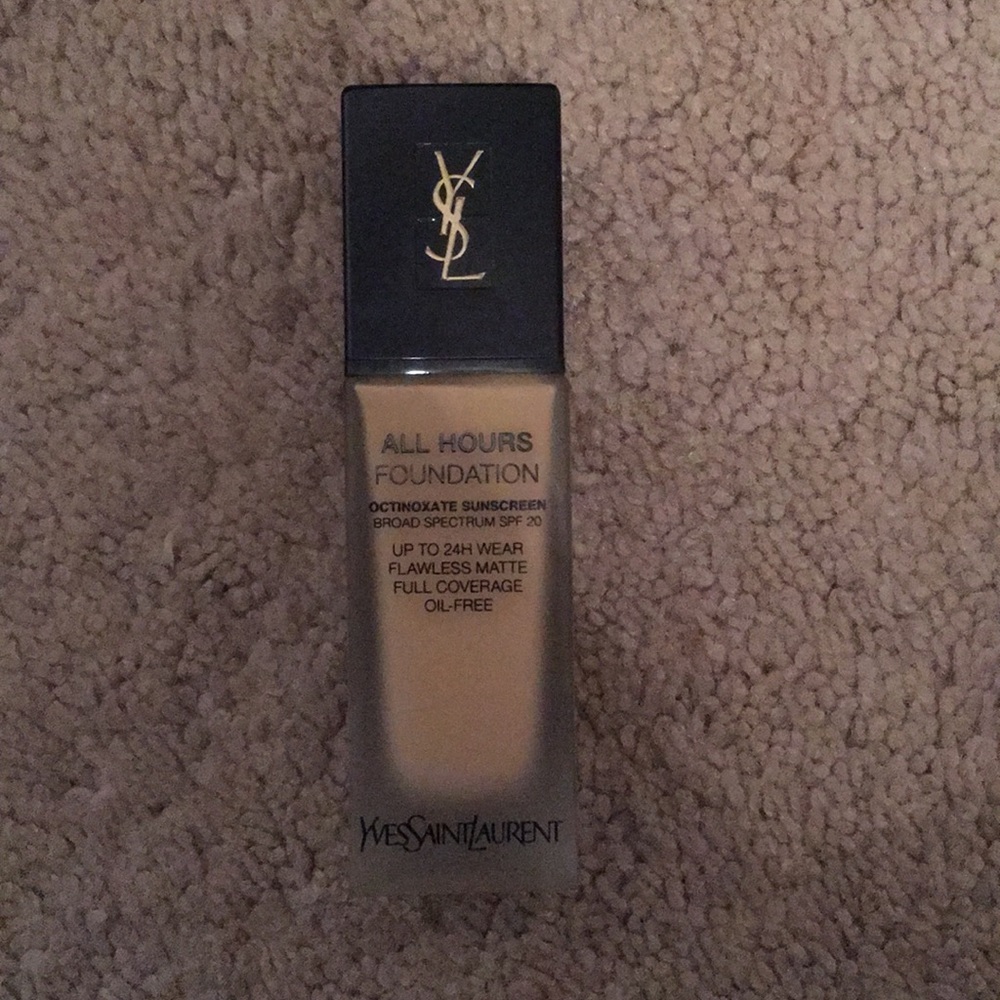 YSL
ALL HOURS
FOUNDATION
OCTINOXATE SUNSCREEN
BROAD SPECTRUM SPF 20
UP TO 24H WEAR
FLAWLESS MATTE
FULL COVERAGE
OIL-FREE
YVESSAINTLAURENT